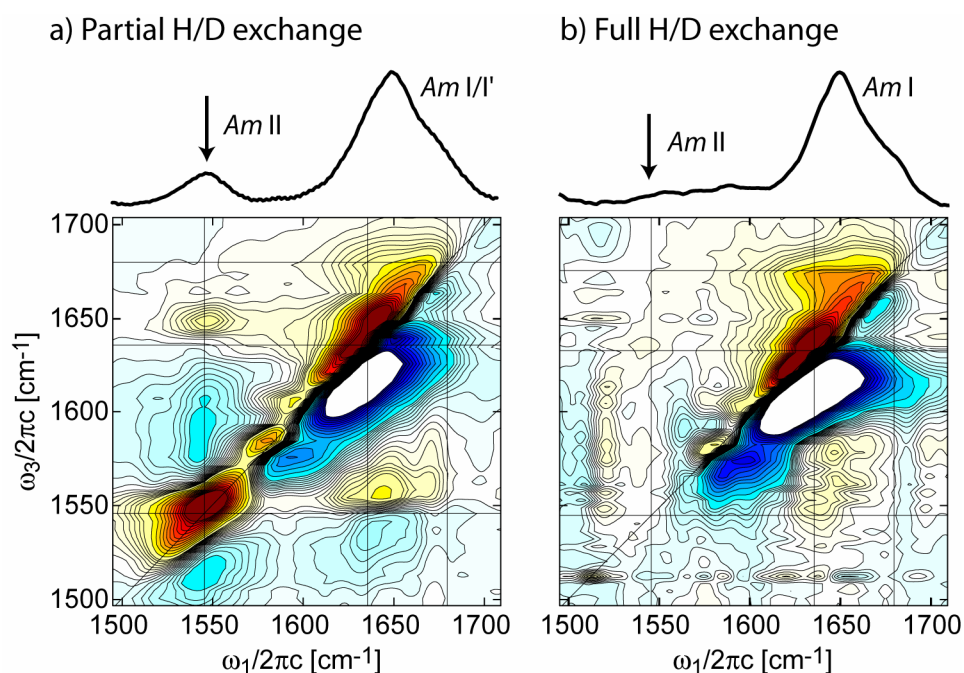 a) Partial H/D exchange
b) Full H/D exchange
Am I/I'
Am II
Am I
Am II
1700
1650
1600
1550
1500
ω3/2πc [cm-1]
1500 1550 1600 1650 1700
1500 1550 1600 1650 1700
ω1/2πc [cm-1]
ω1/2πc [cm-1]